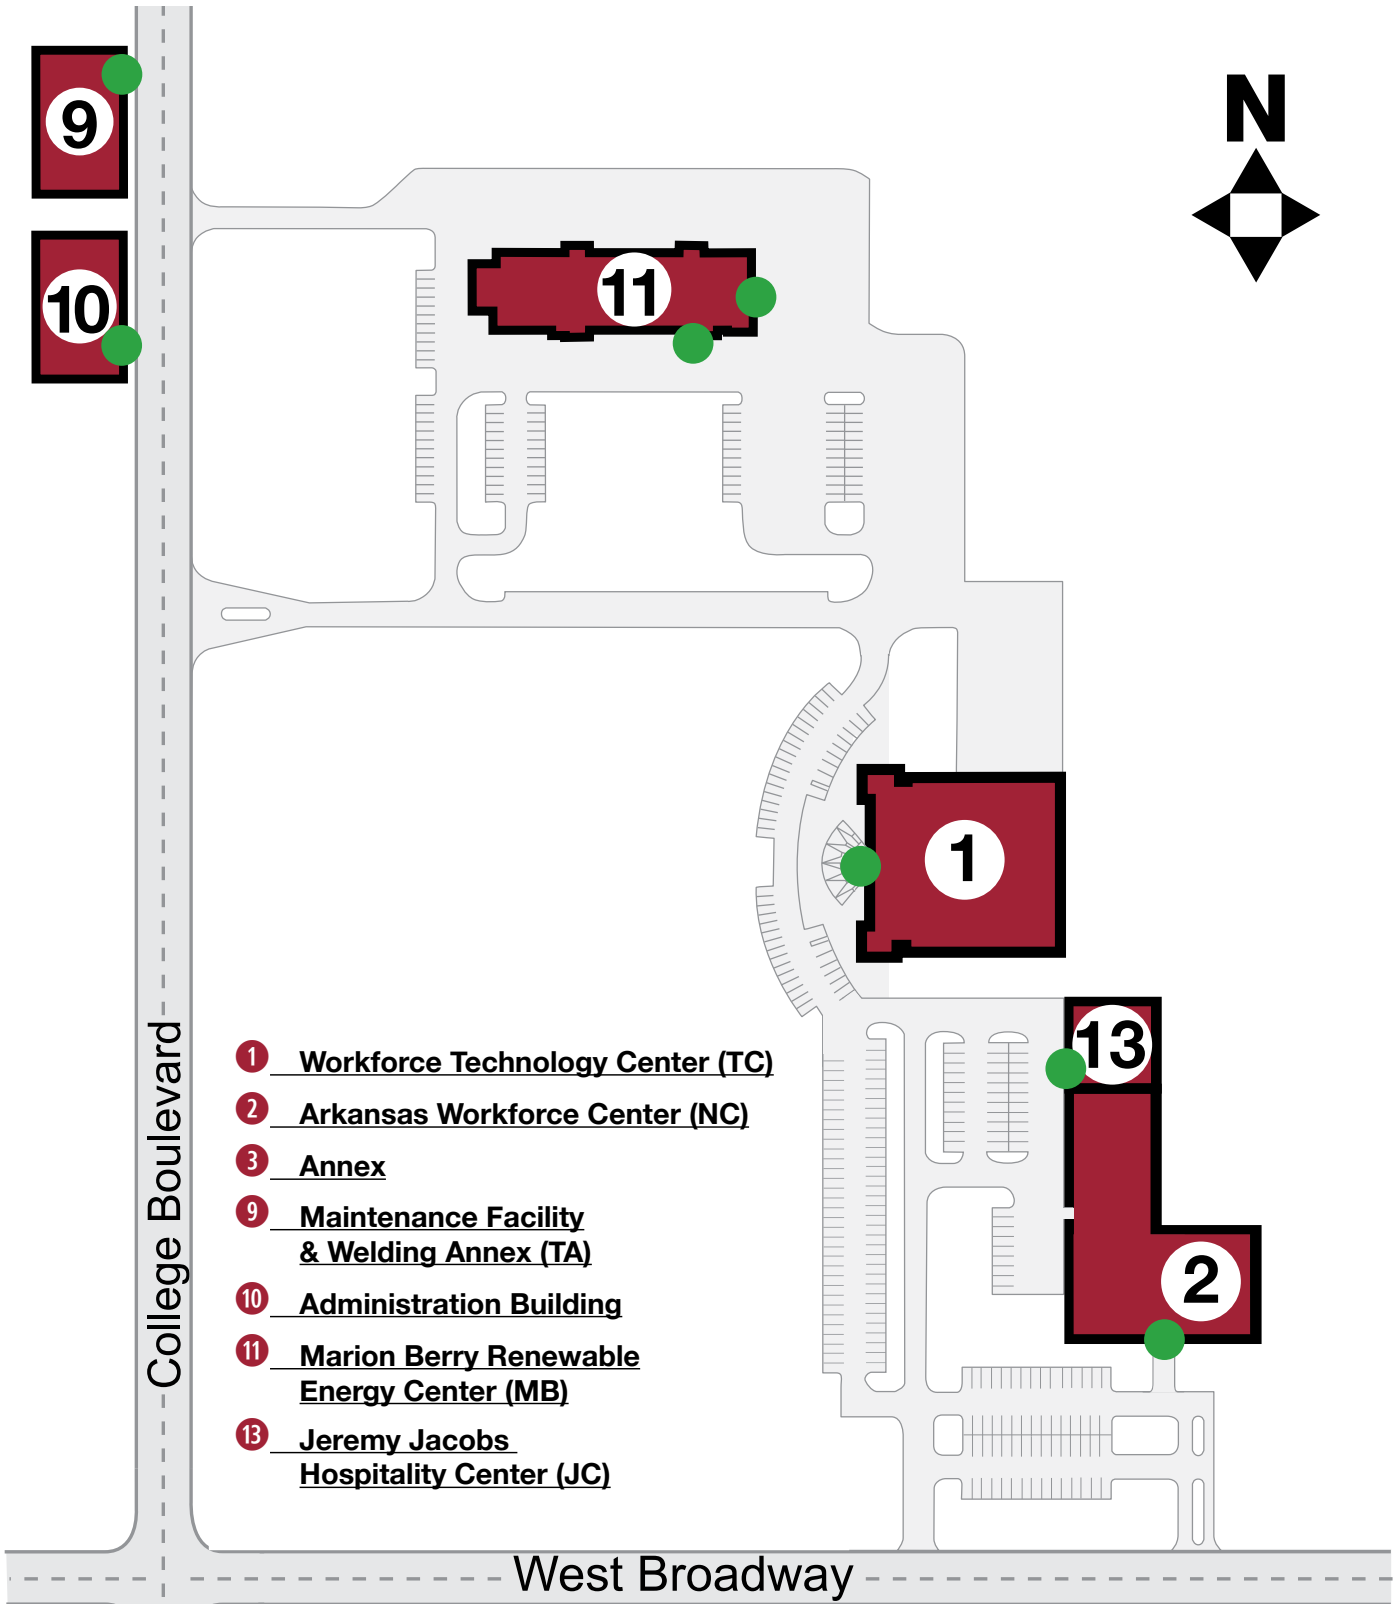 9
N
10
11
1
13
2
1 Workforce Technology Center (TC)
2 Arkansas Workforce Center (NC)
3 Annex
9 Maintenance Facility
& Welding Annex (TA)
10 Administration Building
11 Marion Berry Renewable
Energy Center (MB)
13 Jeremy Jacobs
Hospitality Center (JC)
College Boulevard
West Broadway